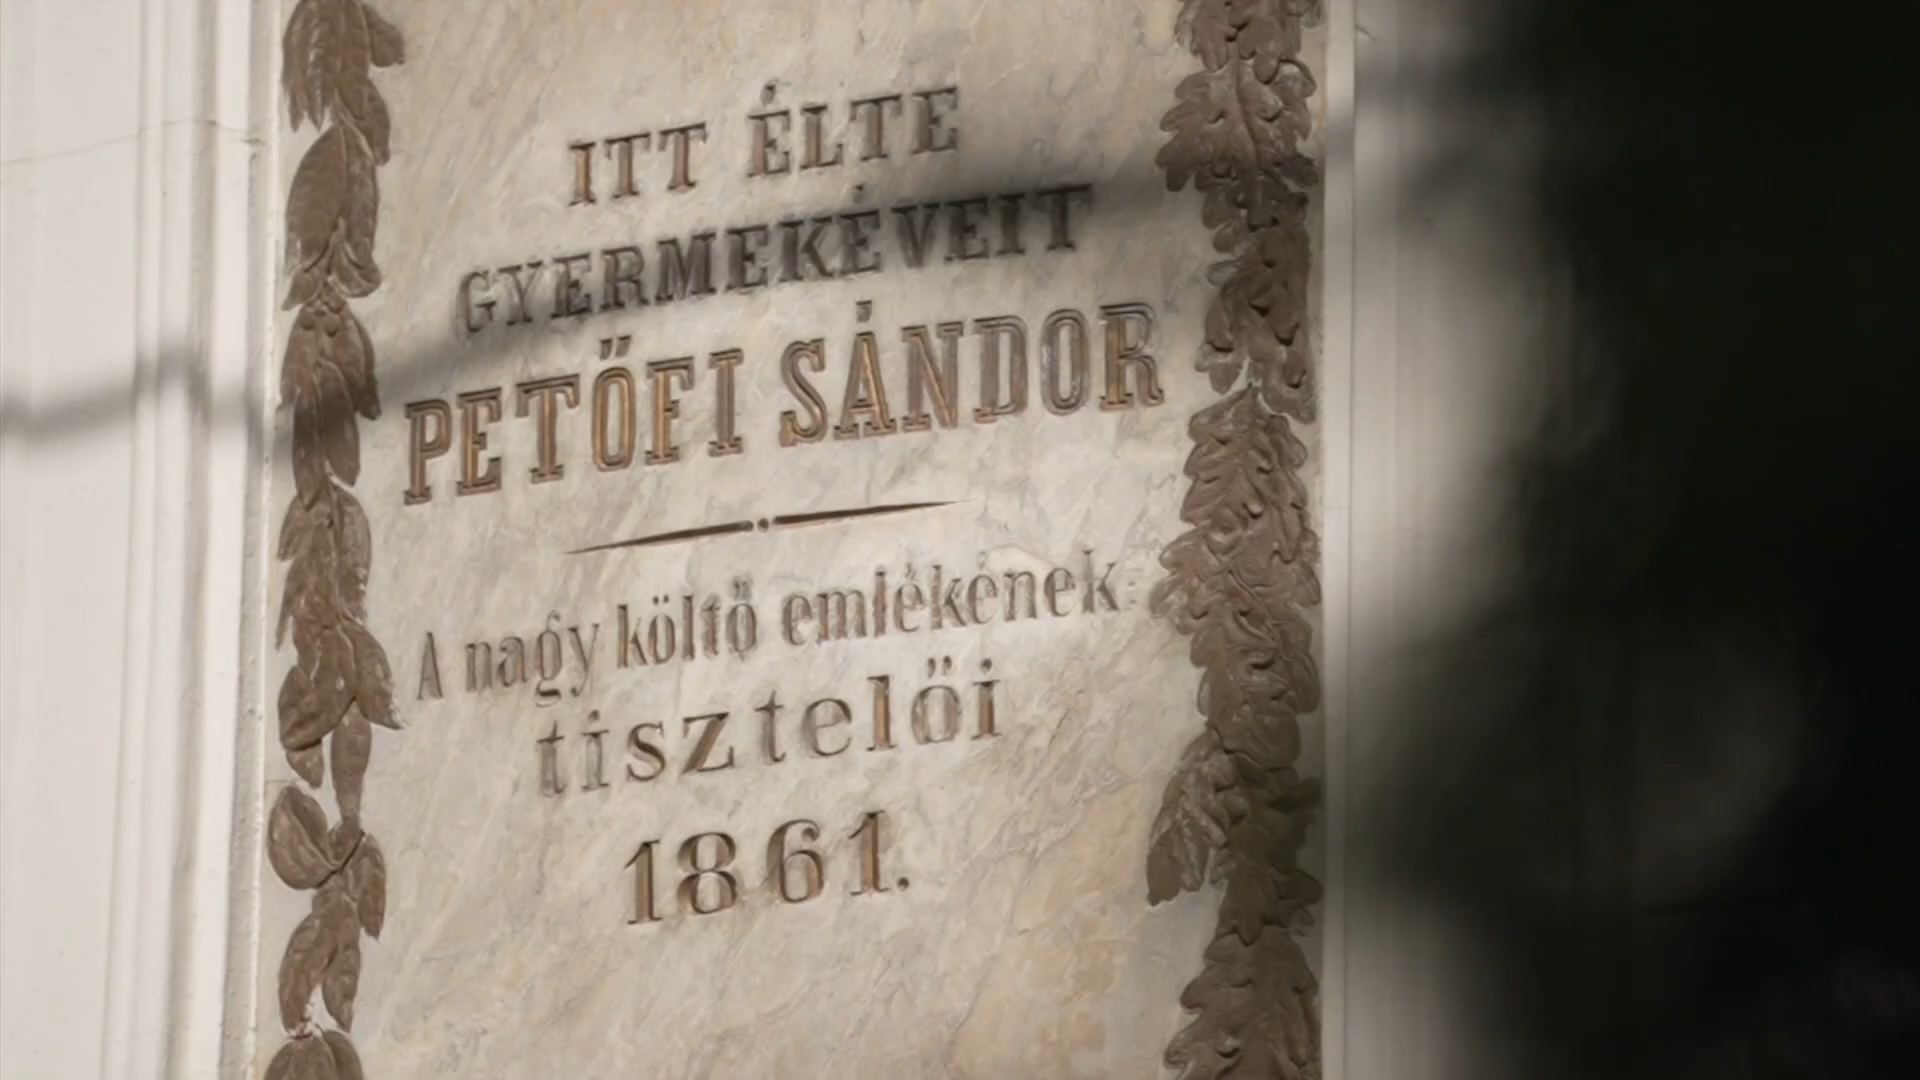 ITT ÉLTE
GYERMEKÉVEIT
PETŐFI SÁNDOR
A nagy költő emlékének
tisztelői
1861.